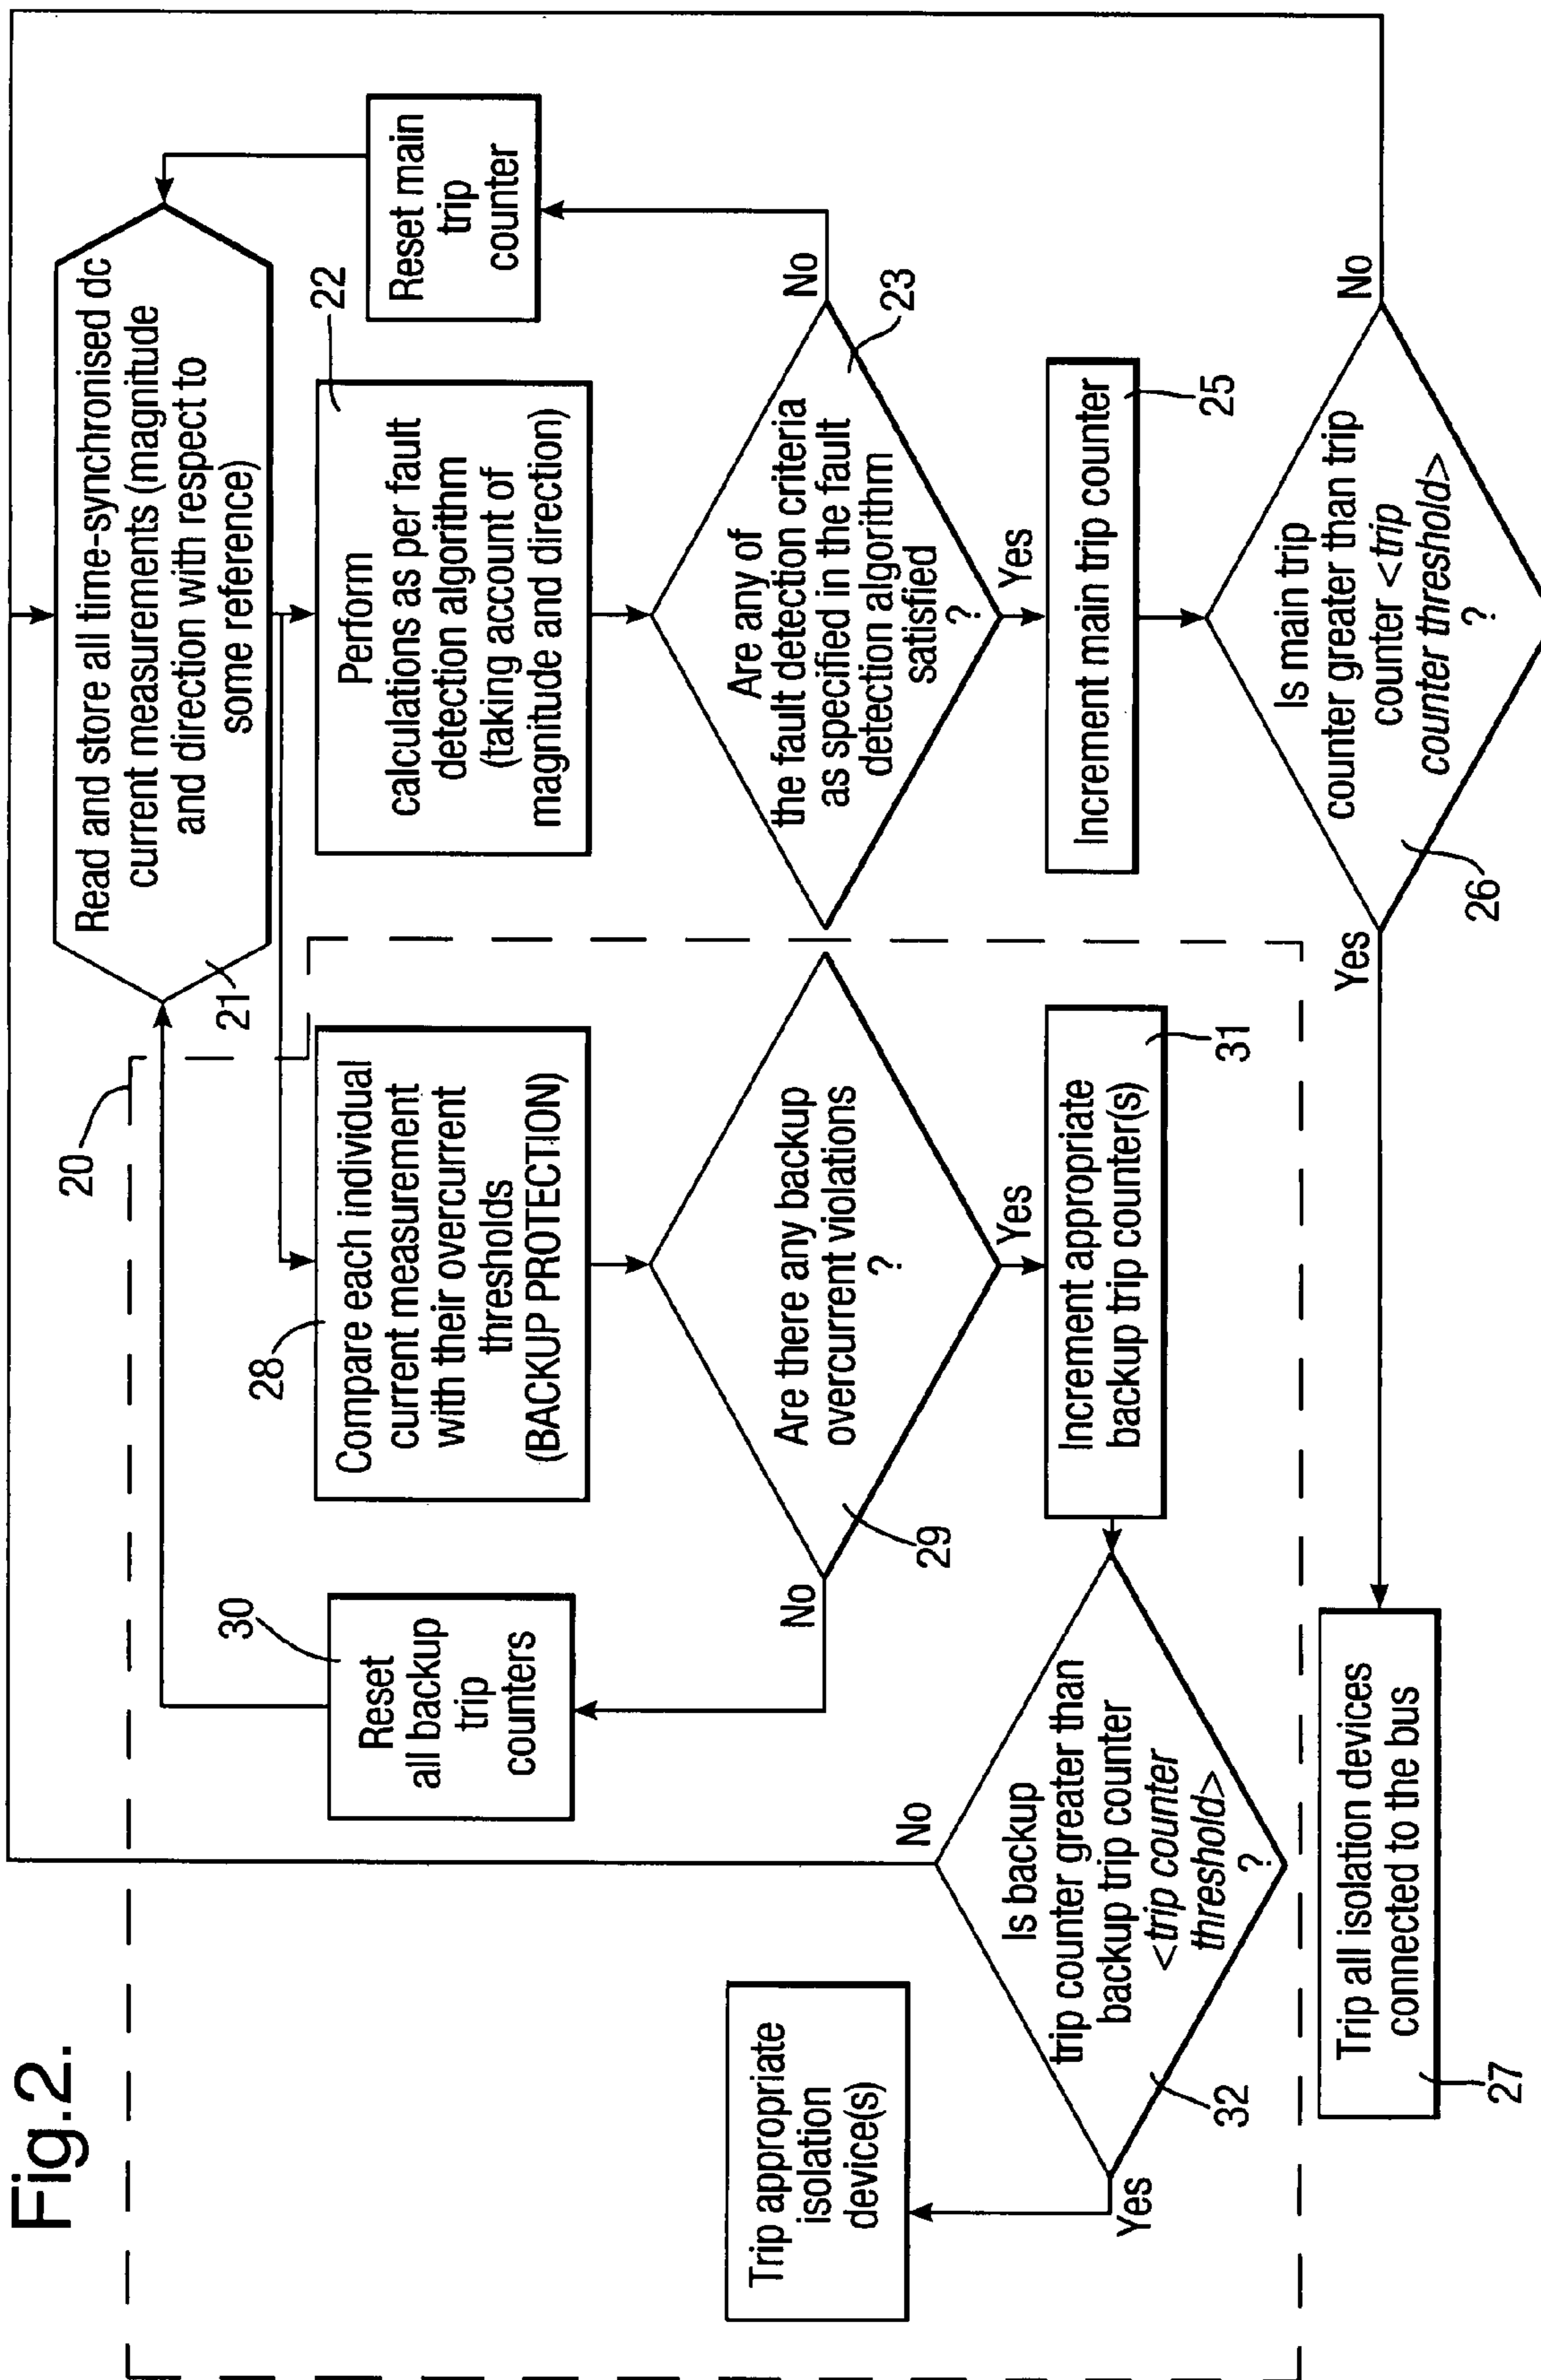 Fig.2.
20
Read and store all time-synchronised dc
current measurements (magnitude
and direction with respect to
some reference)
21
Reset main
trip
counter
22
Perform
calculations as per fault
detection algorithm
(taking account of
magnitude and direction)
23
Are any of
the fault detection criteria
as specified in the fault
detection algorithm
satisfied
?
No
Yes
Increment main trip counter
25
Is main trip
counter greater than trip
counter <trip
counter threshold>
?
No
Yes
26
Trip all isolation devices
connected to the bus
27
28
Compare each individual
current measurement
with their overcurrent
thresholds
(BACKUP PROTECTION)
Are there any backup
overcurrent violations
?
29
No
Yes
30
Reset
all backup
trip
counters
31
Increment appropriate
backup trip counter(s)
Is backup
trip counter greater than
backup trip counter
<trip counter
threshold>
?
32
No
Yes
Trip appropriate
isolation
device(s)